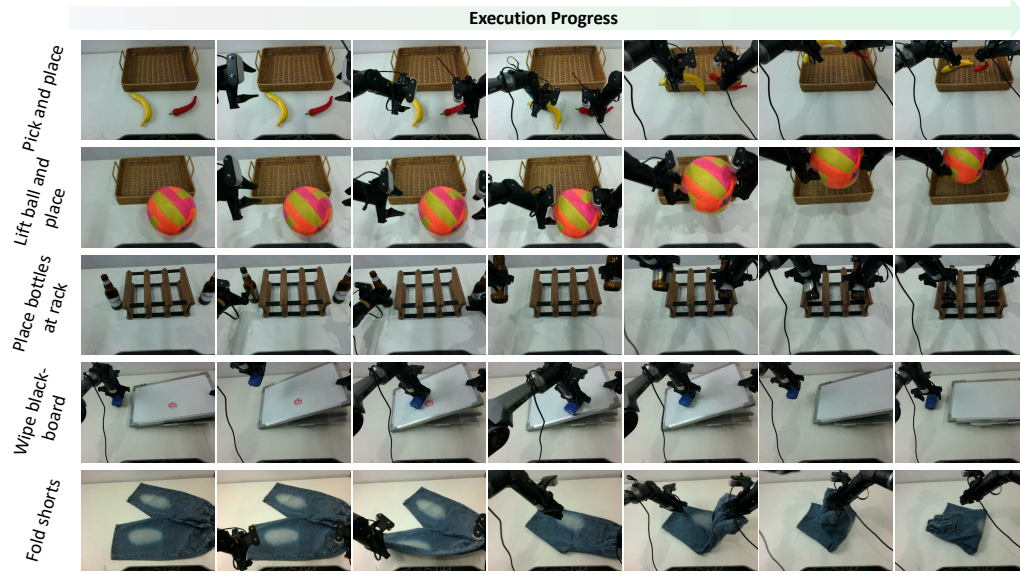 Execution Progress
Pick and place
Lift ball and
place
Place bottles
at rack
Wipe black-
board
Fold shorts